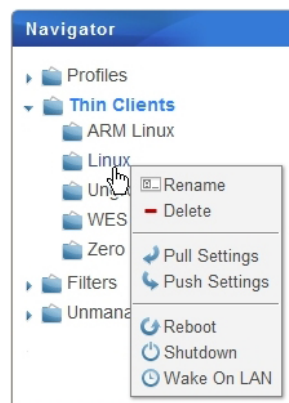 Navigator
Profiles
Thin Clients
ARM Linux
Linux
Rename
Delete
WES
Zero
Pull Settings
Filters
Push Settings
Reboot
Shutdown
Wake On LAN